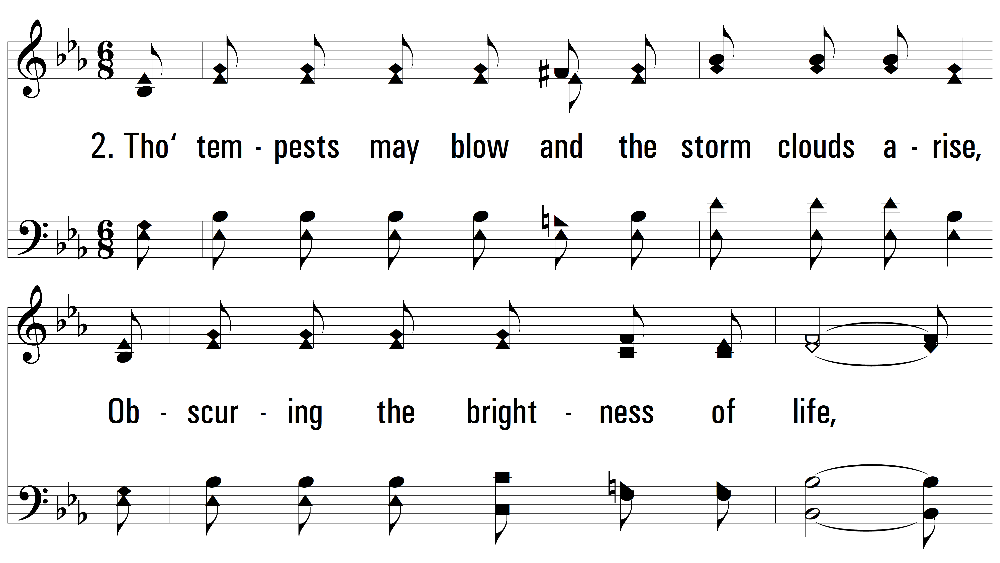 2. Tho‘ tem - pests may blow and the storm clouds a - rise,
Ob - scur - ing the bright - ness of life,